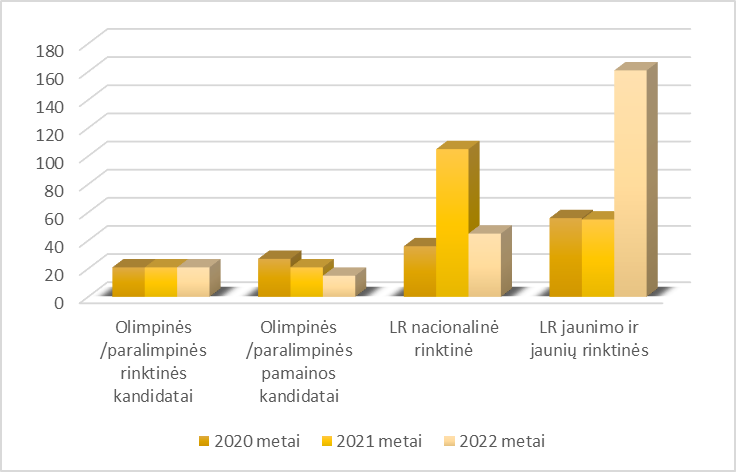 180
160
140
120
100
80
60
40
20
0
Olimpinės
/paralimpinės
rinktinės
kandidatai
Olimpinės
/paralimpinės
pamainos
kandidatai
LR nacionalinė
rinktinė
LR jaunimo ir
jaunių rinktinės
2020 metai 2021 metai 2022 metai